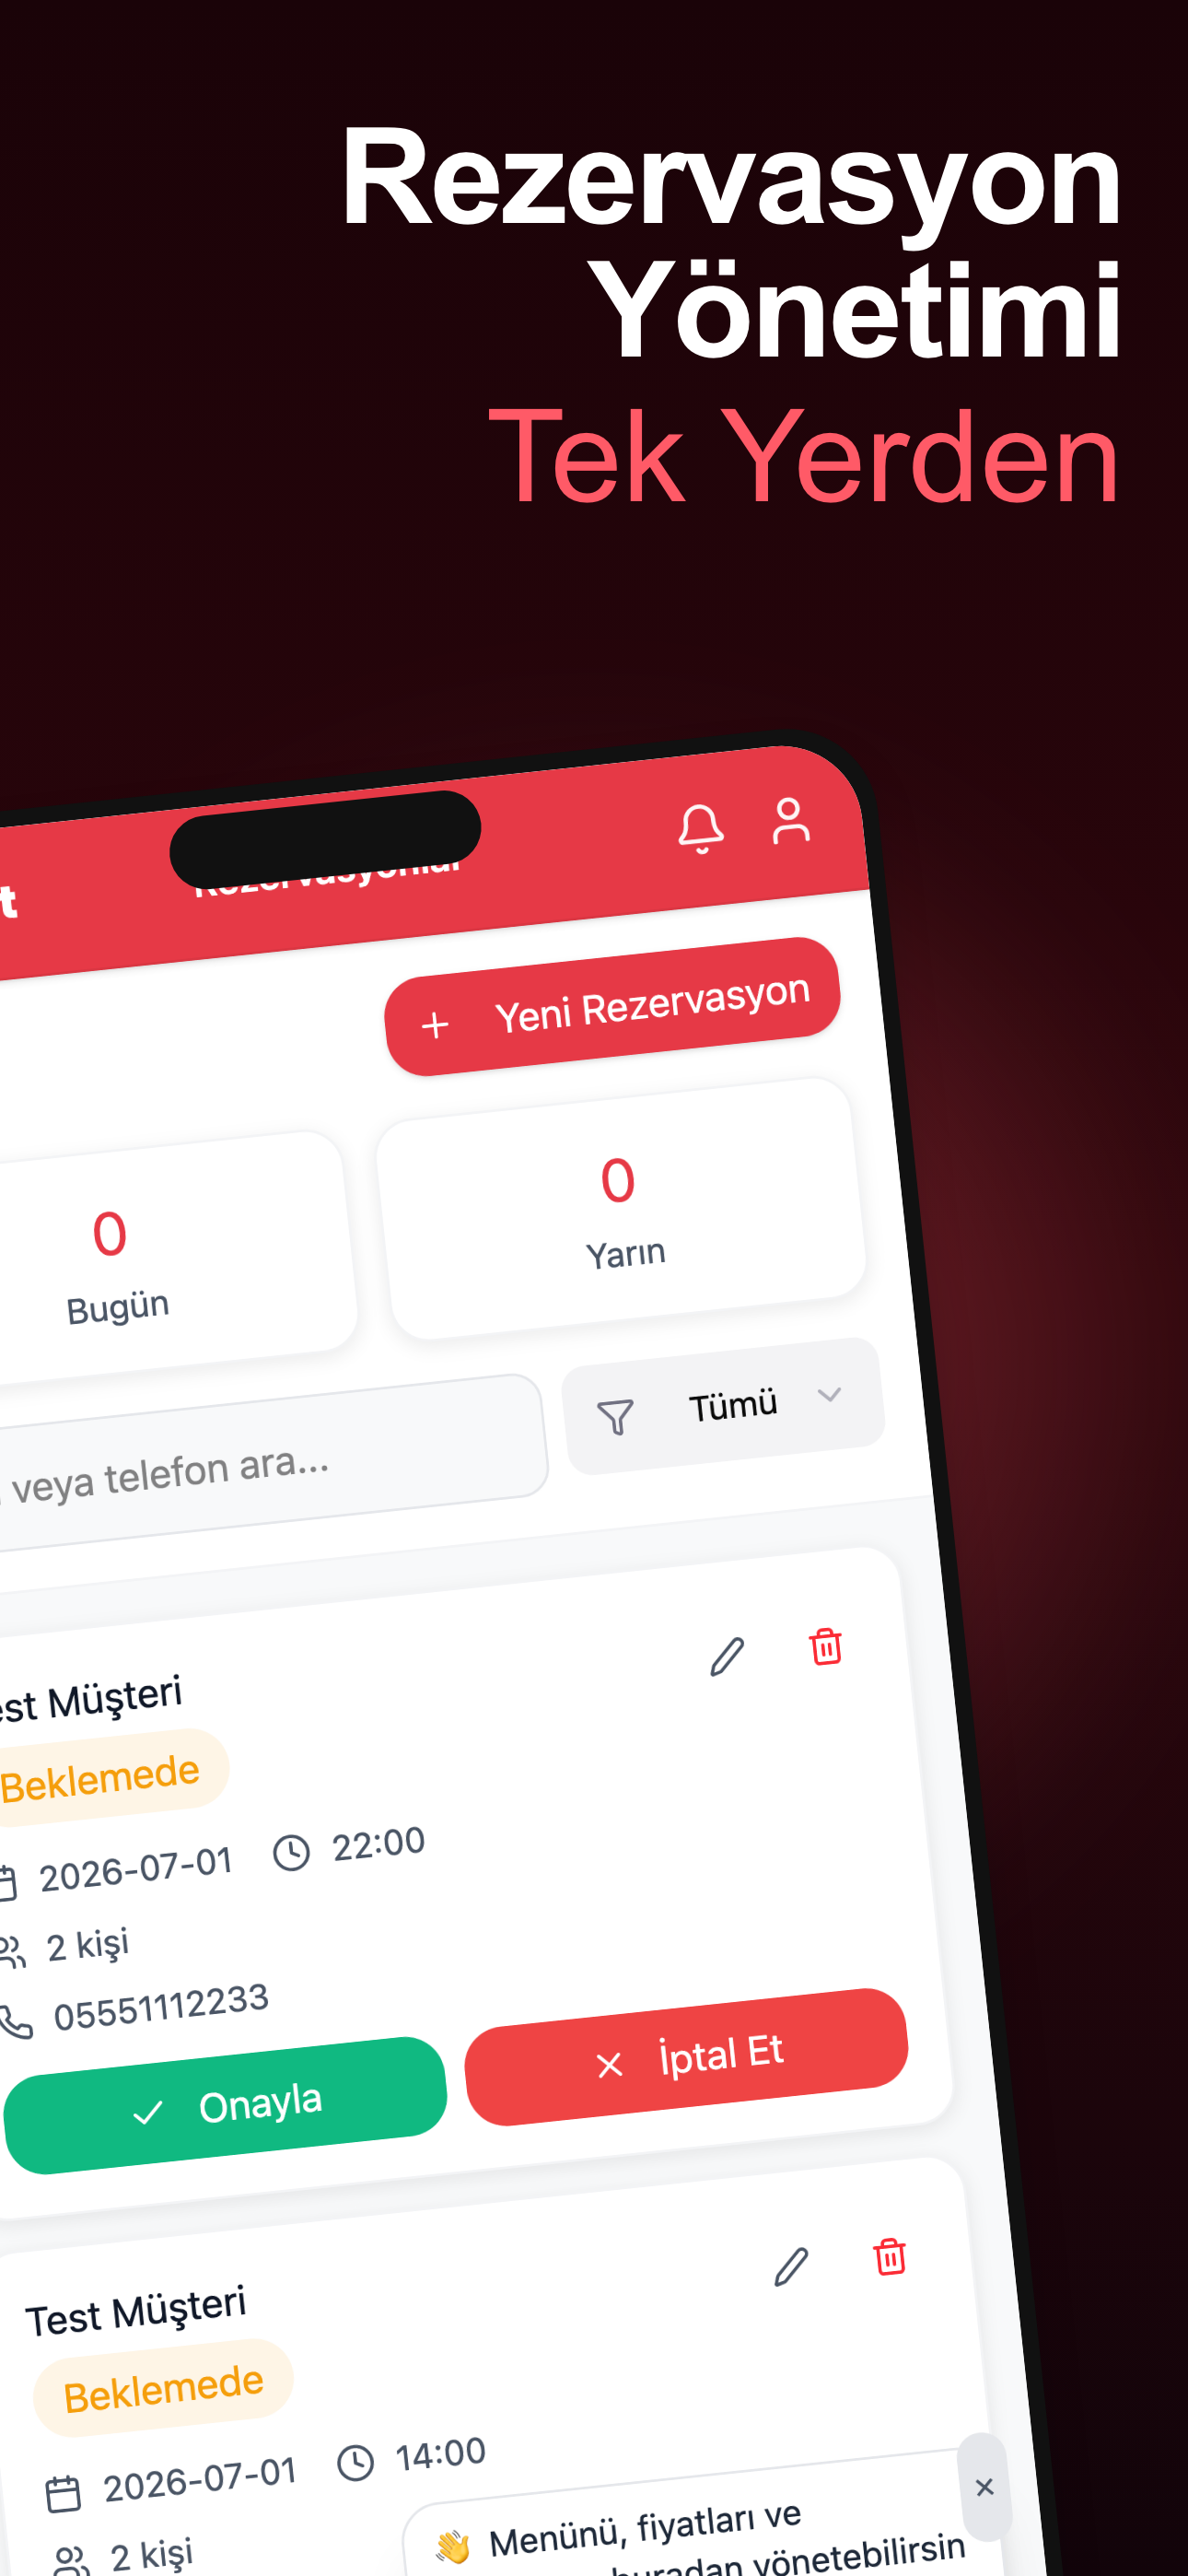 Rezervasyon
Yönetimi
Tek Yerden
t
Rezervasyonlar
+ Yeni Rezervasyon
0
Bugün
0
Yarın
veya telefon ara...
Tümü
st Müşteri
Beklemede
2026-07-01 22:00
2 kişi
05551112233
Onayla
İptal Et
Test Müşteri
Beklemede
2026-07-01 14:00
2 kişi
👋 Menünü, fiyatları ve
buradan yönetebilirsin